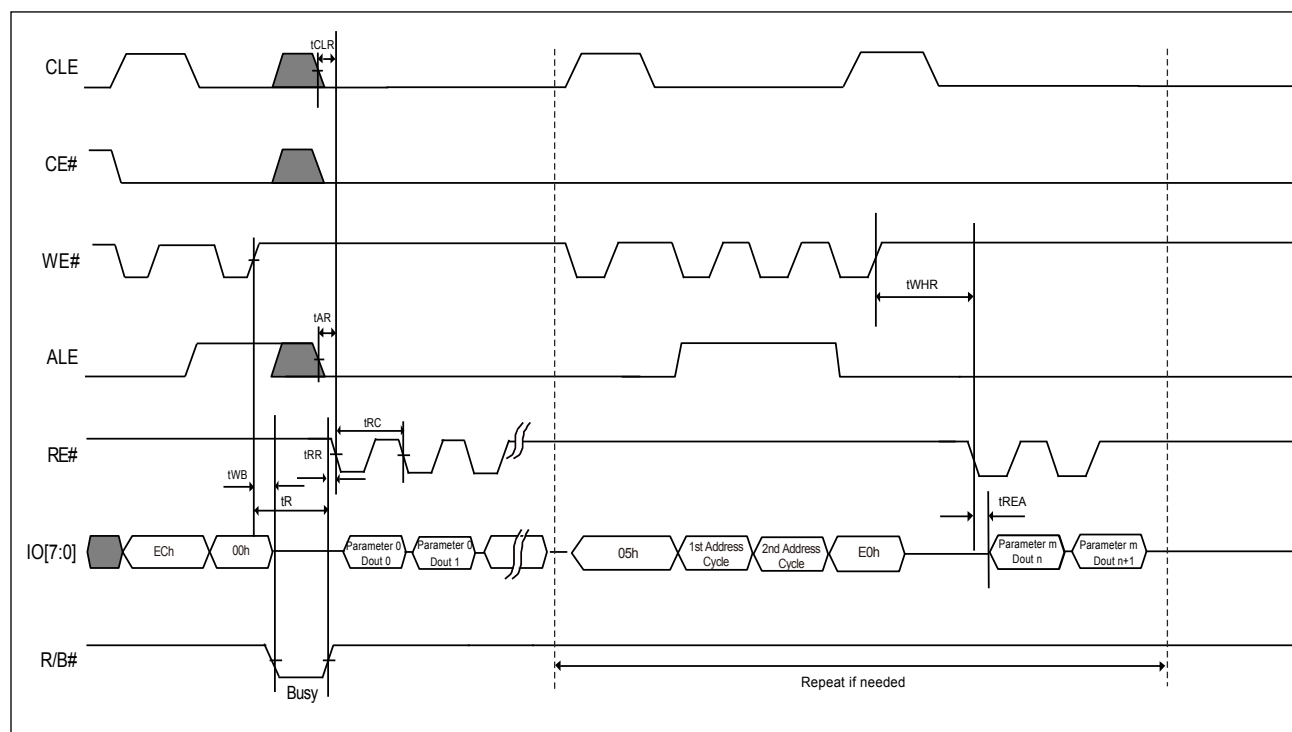 tCLR
CLE
CE#
WE#
tWHR
tAR
ALE
tRC
RE#
tRR
tWB
tR
tREA
IO[7:0]
ECh
00h
Parameter 0
Dout 0
Parameter 0
Dout 1
05h
1st Address
Cycle
2nd Address
Cycle
E0h
Parameter m
Dout n
Parameter m
Dout n+1
R/B#
Busy
Repeat if needed